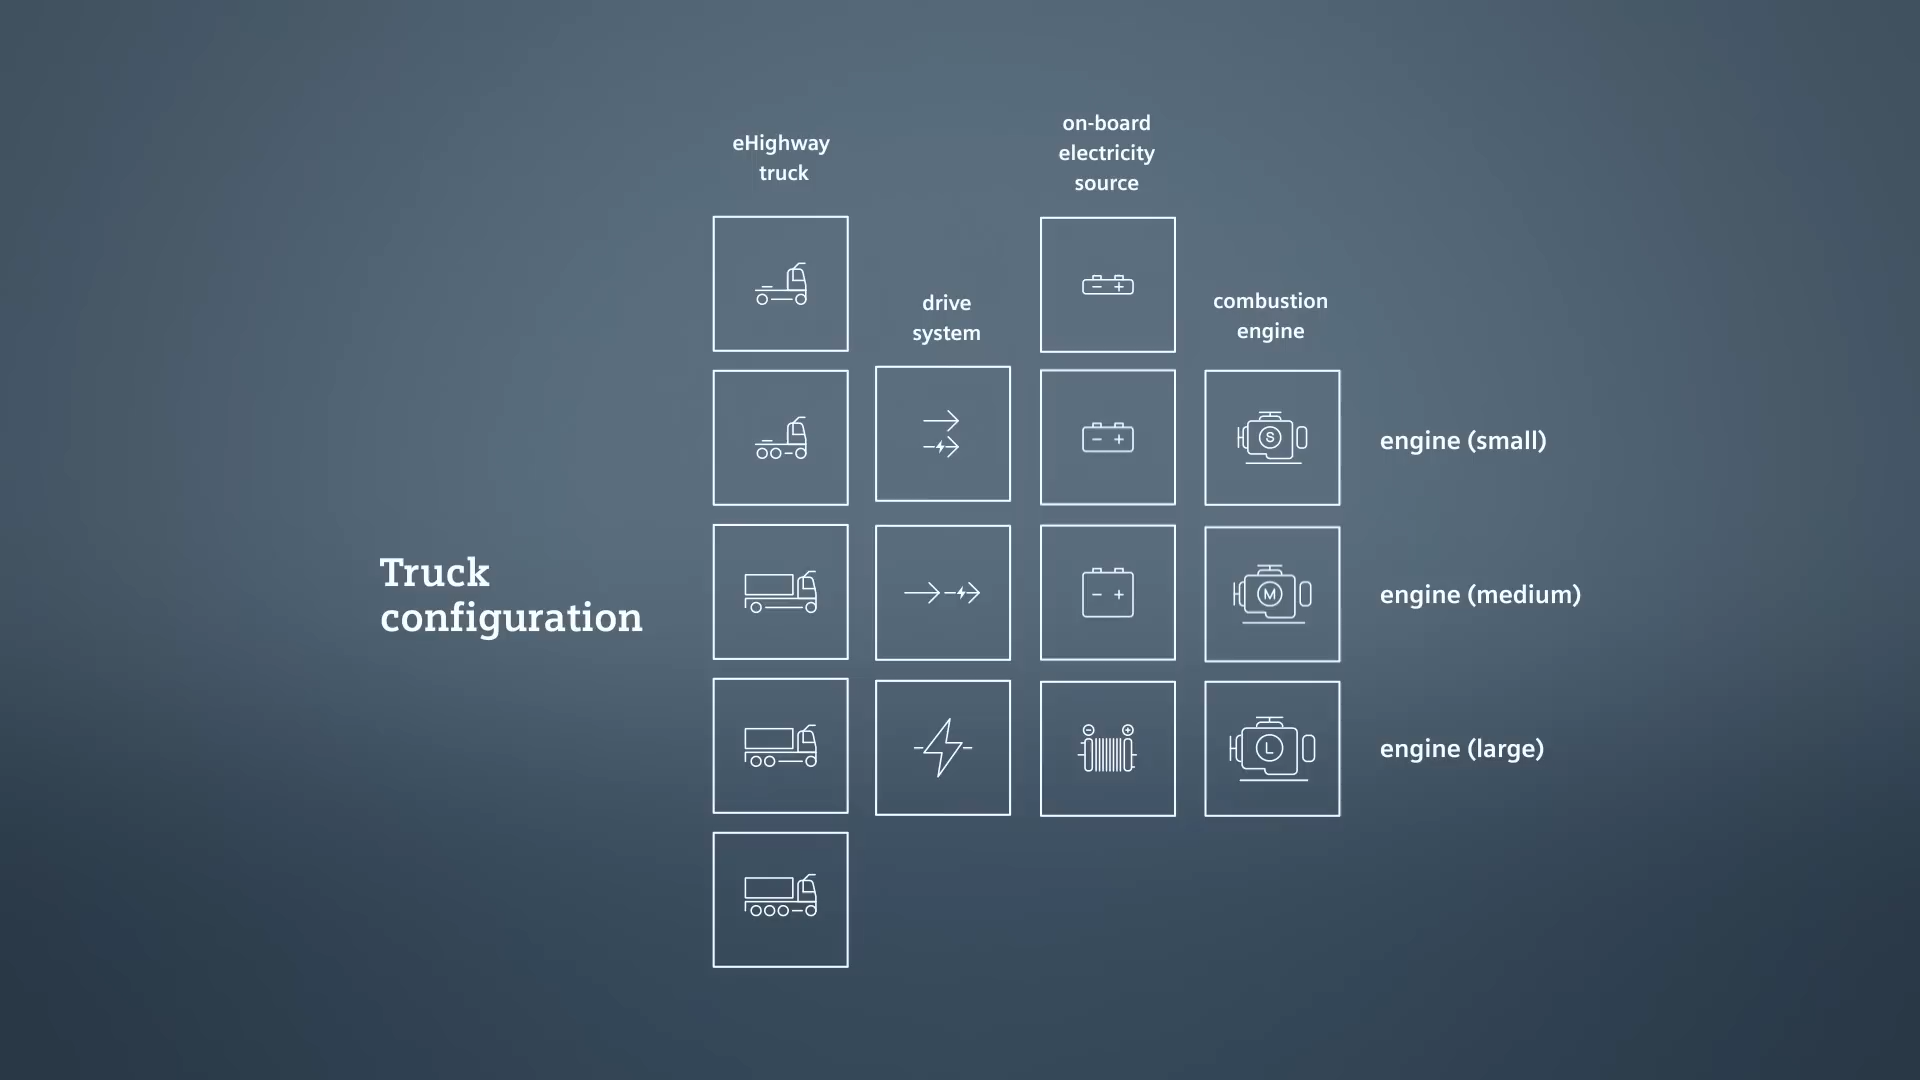 on-board
electricity
source
eHighway
truck
drive
system
combustion
engine
S
engine (small)
Truck
configuration
M
engine (medium)
L
engine (large)